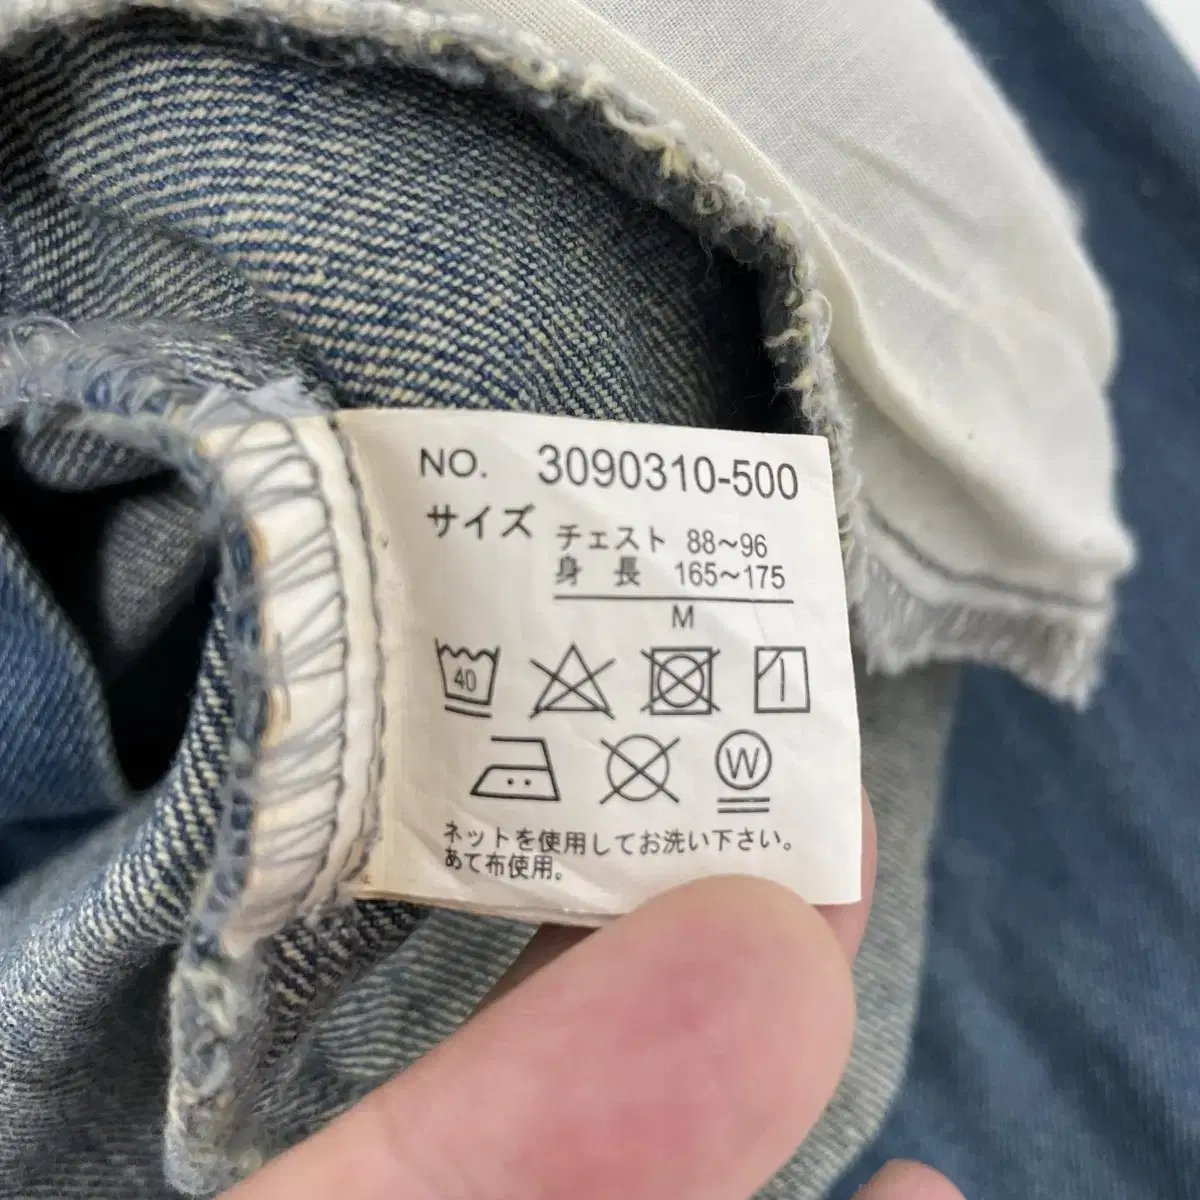 NO. 3090310-500
サイズ
チェスト 88~96
身 長 165~175
M
40
W
ネットを使用してお洗い下さい。
あて布使用。